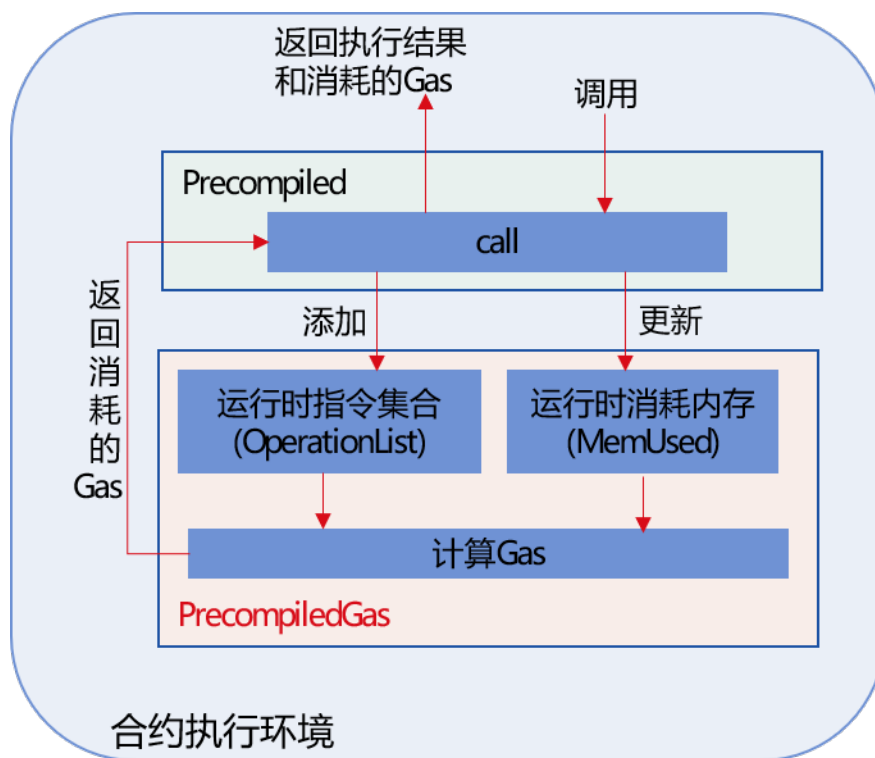 返回执行结果
和消耗的Gas
调用
Precompiled
call
添加
更新
返
回
消
耗
的
Gas
运行时指令集合
(OperationList)
运行时消耗内存
(MemUsed)
计算Gas
PrecompiledGas
合约执行环境